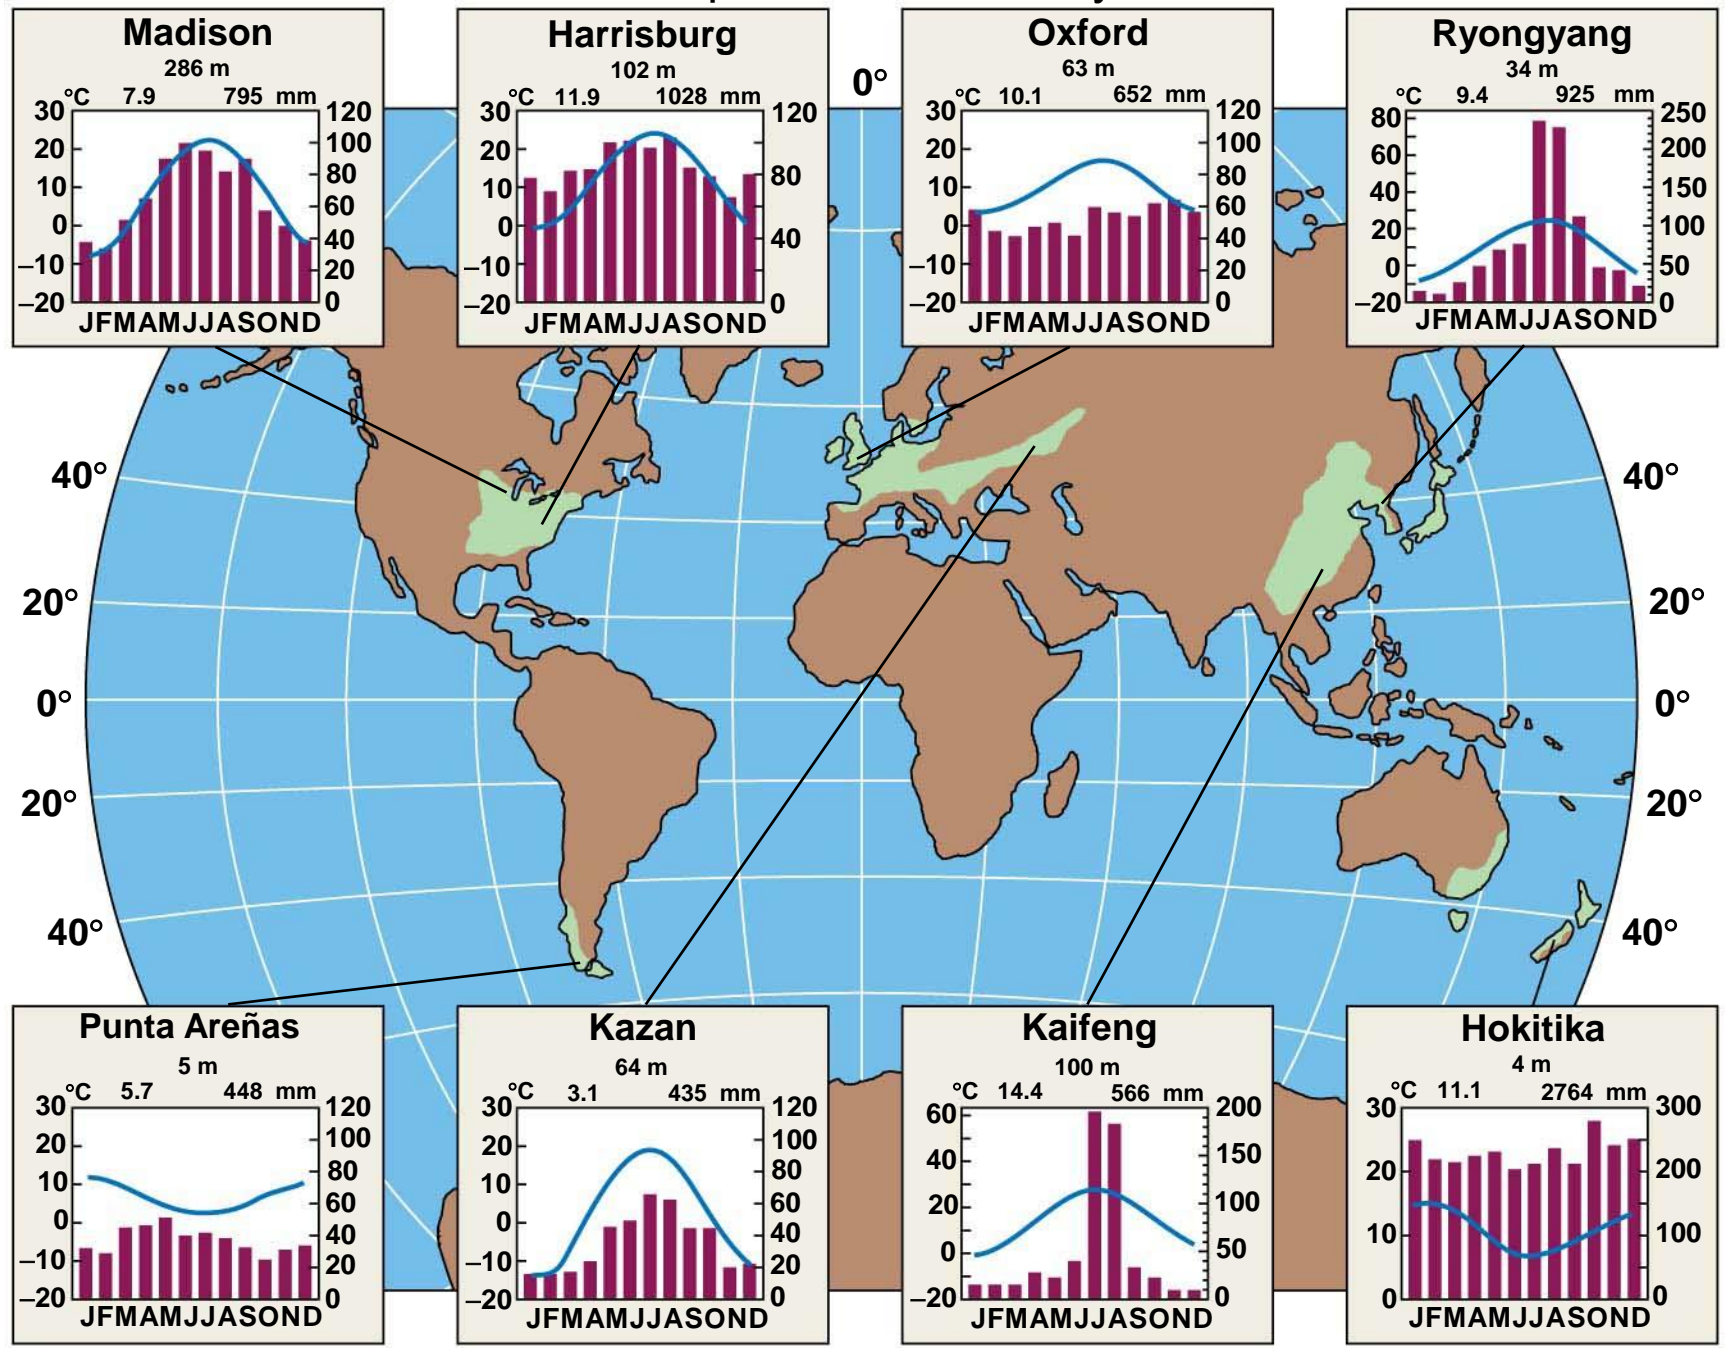 Madison
286 m
°C 7.9 795 mm
30 120
100
20
80
10
60
0
40
–10
20
–20 0
JFMAMJJASOND
Harrisburg
102 m
°C 11.9 1028 mm
30 120
20
80
10
0
40
–10
–20 0
JFMAMJJASOND
0°
Oxford
63 m
°C 10.1 652 mm
30 120
100
20
80
10
60
0
40
–10
20
–20 0
JFMAMJJASOND
Ryongyang
34 m
°C 9.4 925 mm
80 250
60 200
40 150
20 100
0 50
–20 0
JFMAMJJASOND
40° 40°
20° 20°
0° 0°
20° 20°
40° 40°
Punta Areñas
5 m
°C 5.7 448 mm
30 120
100
20
80
10
60
0
40
–10
20
–20 0
JFMAMJJASOND
Kazan
64 m
°C 3.1 435 mm
30 120
20 100
80
10
60
0
40
–10
20
–20 0
JFMAMJJASOND
Kaifeng
100 m
°C 14.4 566 mm
60 200
40 150
20 100
0 50
–20 0
JFMAMJJASOND
Hokitika
4 m
°C 11.1 2764 mm
30 300
20 200
10 100
0 0
JFMAMJJASOND